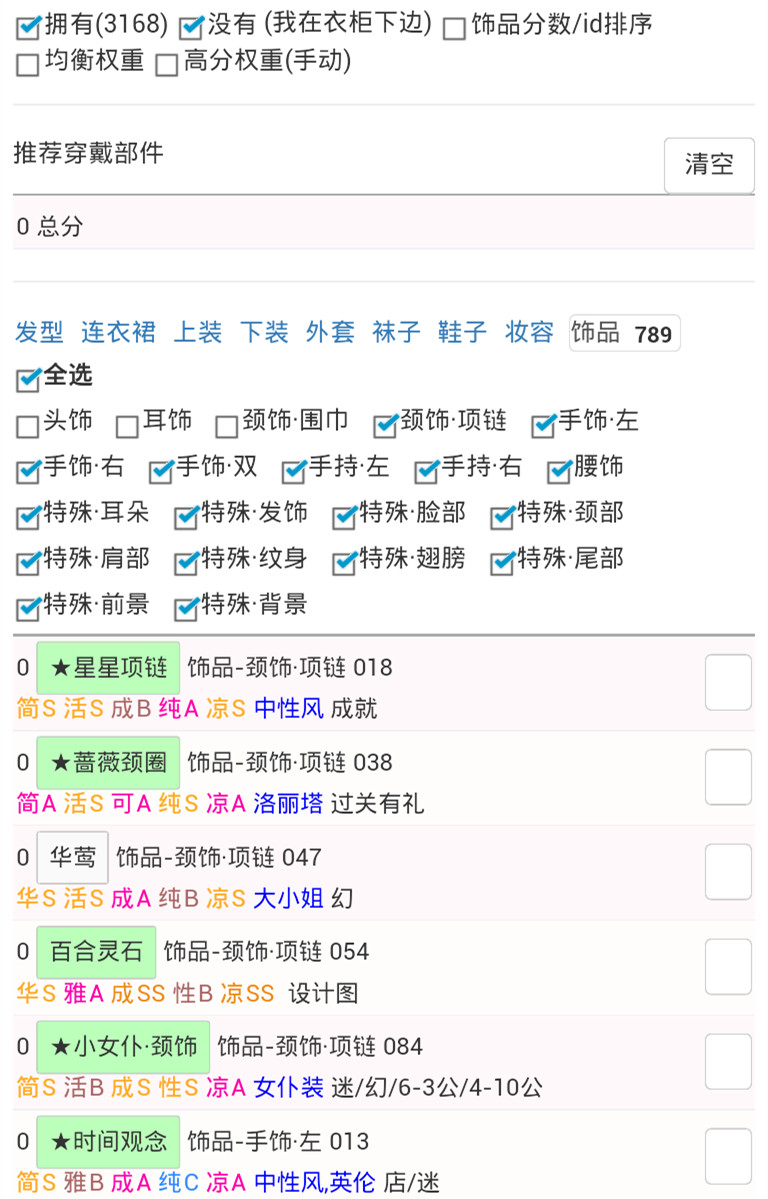 拥有(3168) 没有 (我在衣柜下边) 饰品分数/id排序
均衡权重 高分权重(手动)
推荐穿戴部件
清空
0 总分
发型 连衣裙 上装 下装 外套 袜子 鞋子 妆容 饰品 789
全选
头饰 耳饰 颈饰·围巾 颈饰·项链 手饰·左
手饰·右 手饰·双 手持·左 手持·右 腰饰
特殊·耳朵 特殊·发饰 特殊·脸部 特殊·颈部
特殊·肩部 特殊·纹身 特殊·翅膀 特殊·尾部
特殊·前景 特殊·背景
0 ★星星项链 饰品-颈饰·项链 018
简S 活S 成B 纯A 凉S 中性风 成就
0 ★蔷薇颈圈 饰品-颈饰·项链 038
简A 活S 可A 纯S 凉A 洛丽塔 过关有礼
0 华莺 饰品-颈饰·项链 047
华S 活S 成A 纯B 凉S 大小姐 幻
0 百合灵石 饰品-颈饰·项链 054
华S 雅A 成SS 性B 凉SS 设计图
0 ★小女仆·颈饰 饰品-颈饰·项链 084
简S 活B 成S 性S 凉A 女仆装 迷/幻/6-3公/4-10公
0 ★时间观念 饰品-手饰·左 013
简S 雅B 成A 纯C 凉A 中性风,英伦 店/迷